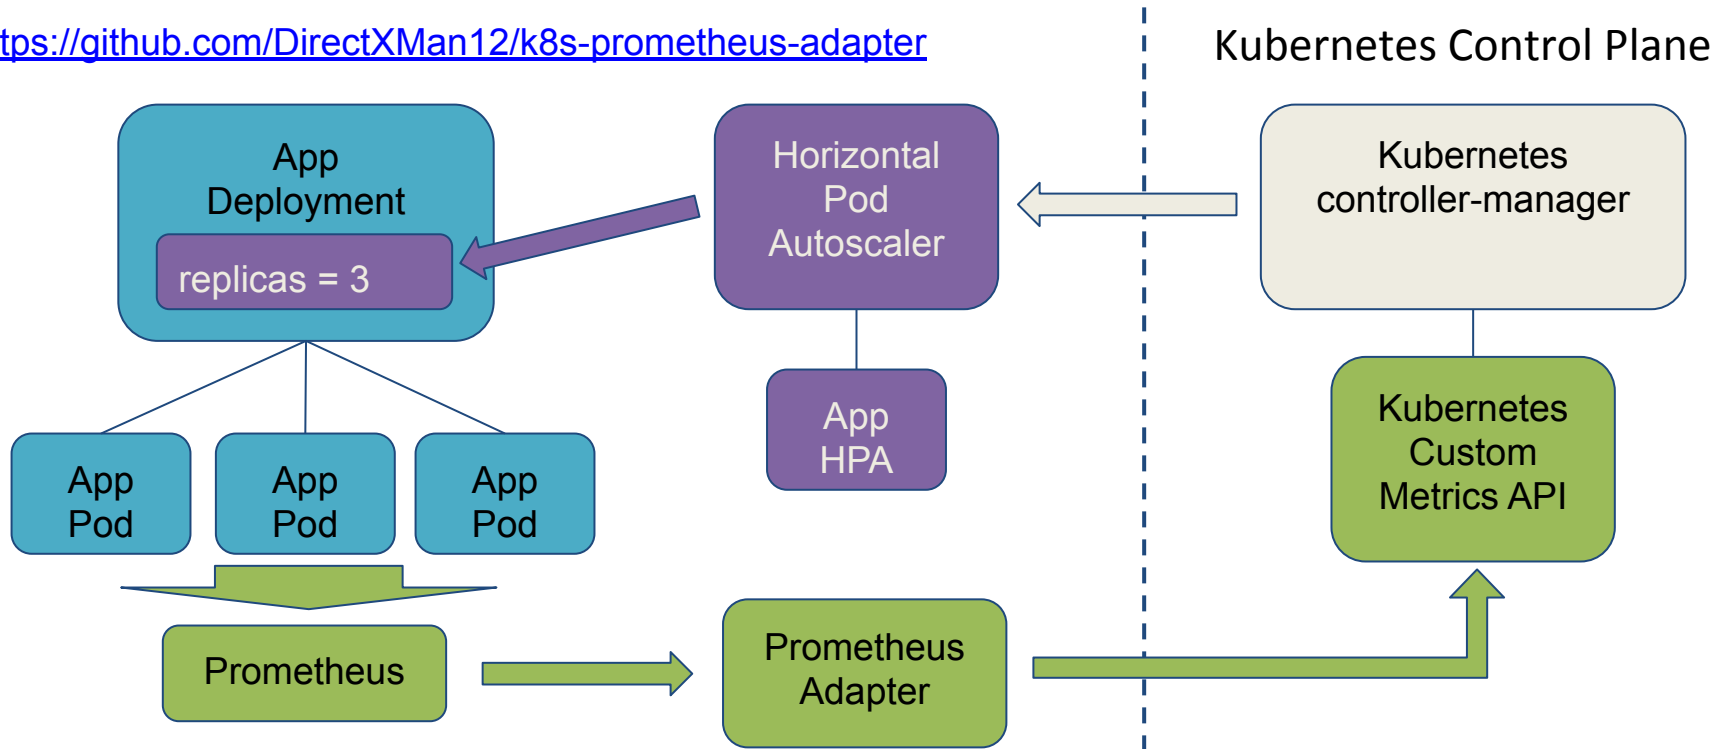 tps://github.com/DirectXMan12/k8s-prometheus-adapter
Kubernetes Control Plane
App
Deployment
replicas = 3
Horizontal
Pod
Autoscaler
Kubernetes
controller-manager
App
HPA
Kubernetes
Custom
Metrics API
App
Pod
App
Pod
App
Pod
Prometheus
Prometheus
Adapter